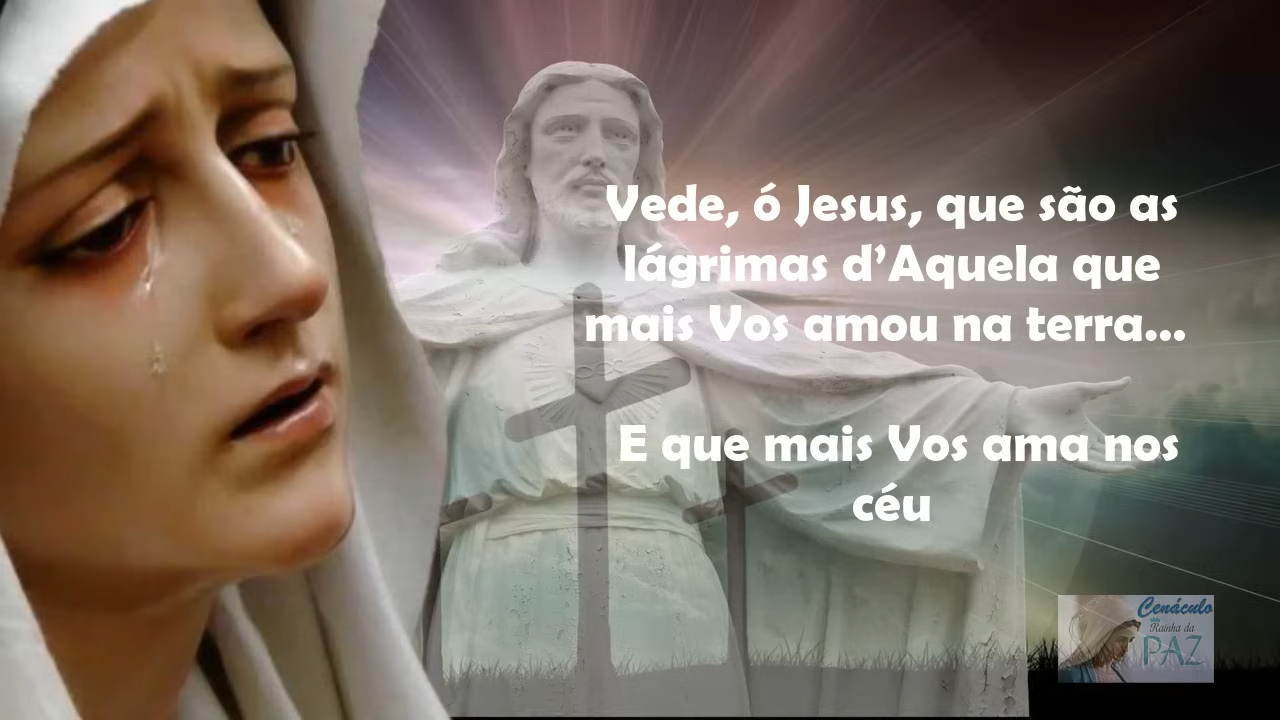 Vede, ó Jesus, que são as
lágrimas d’Aquela que
mais Vos amou na terra...
E que mais Vos ama nos
céu
Cenáculo
Rainha da
PAZ